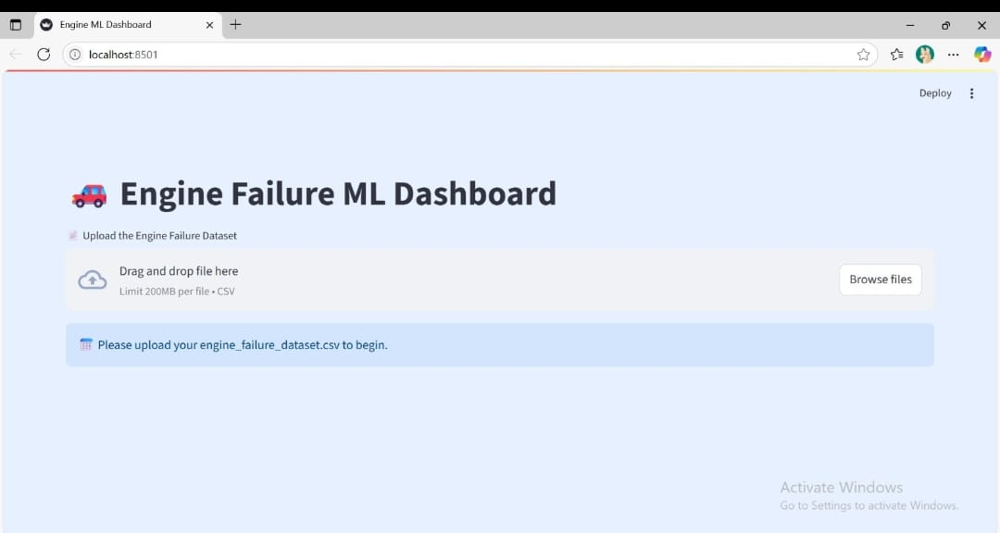 Engine ML Dashboard
localhost:8501
Deploy
Engine Failure ML Dashboard
Upload the Engine Failure Dataset
Drag and drop file here
Limit 200MB per file • CSV
Browse files
Please upload your engine_failure_dataset.csv to begin.
Activate Windows
Go to Settings to activate Windows.